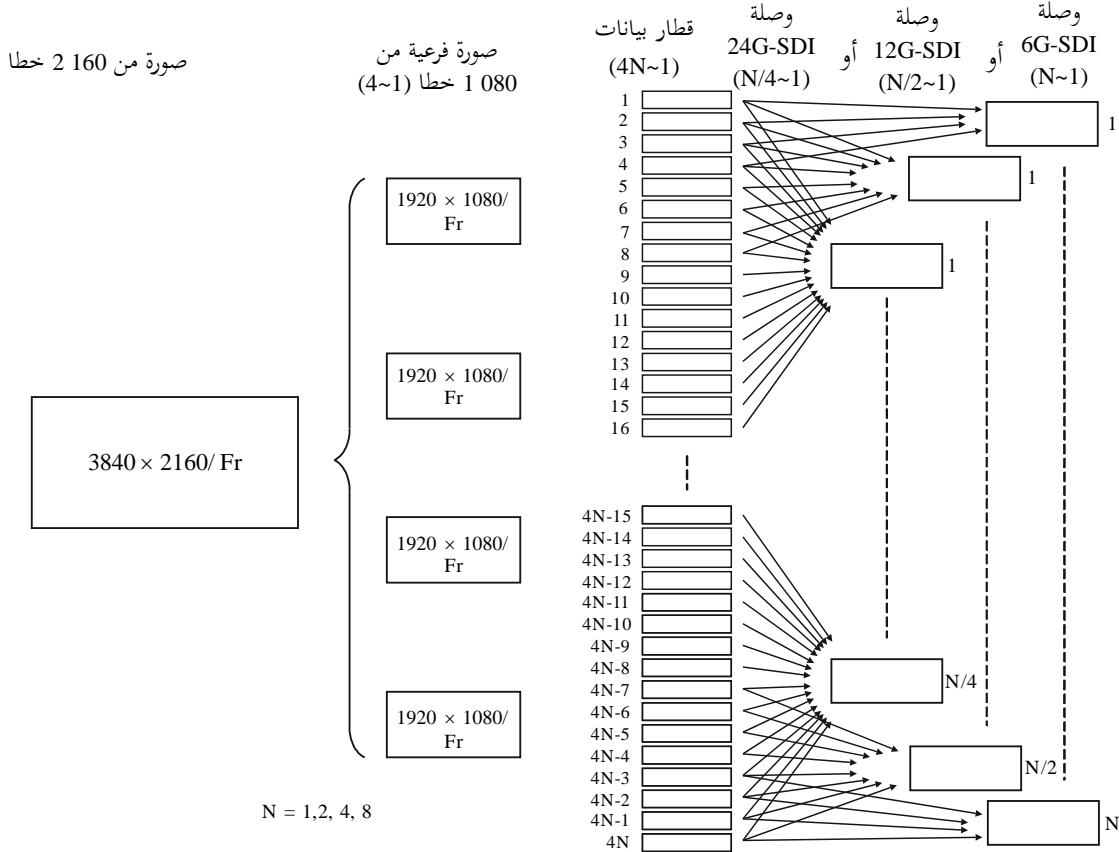 صورة من 160 2 خطا
صورة فرعية من
080 1 خطا (1~4)
قطار بيانات
(4N~1)
وصلة
24G-SDI
(N/4~1)
أو
وصلة
12G-SDI
(N/2~1)
أو
وصلة
6G-SDI
(N~1)
3840 × 2160/ Fr
1920 × 1080/
Fr
1920 × 1080/
Fr
1920 × 1080/
Fr
1920 × 1080/
Fr
N = 1,2, 4, 8
1
2
3
4
5
6
7
8
9
10
11
12
13
14
15
16
4N-15
4N-14
4N-13
4N-12
4N-11
4N-10
4N-9
4N-8
4N-7
4N-6
4N-5
4N-4
4N-3
4N-2
4N-1
4N
1
1
1
N/4
N/2
N